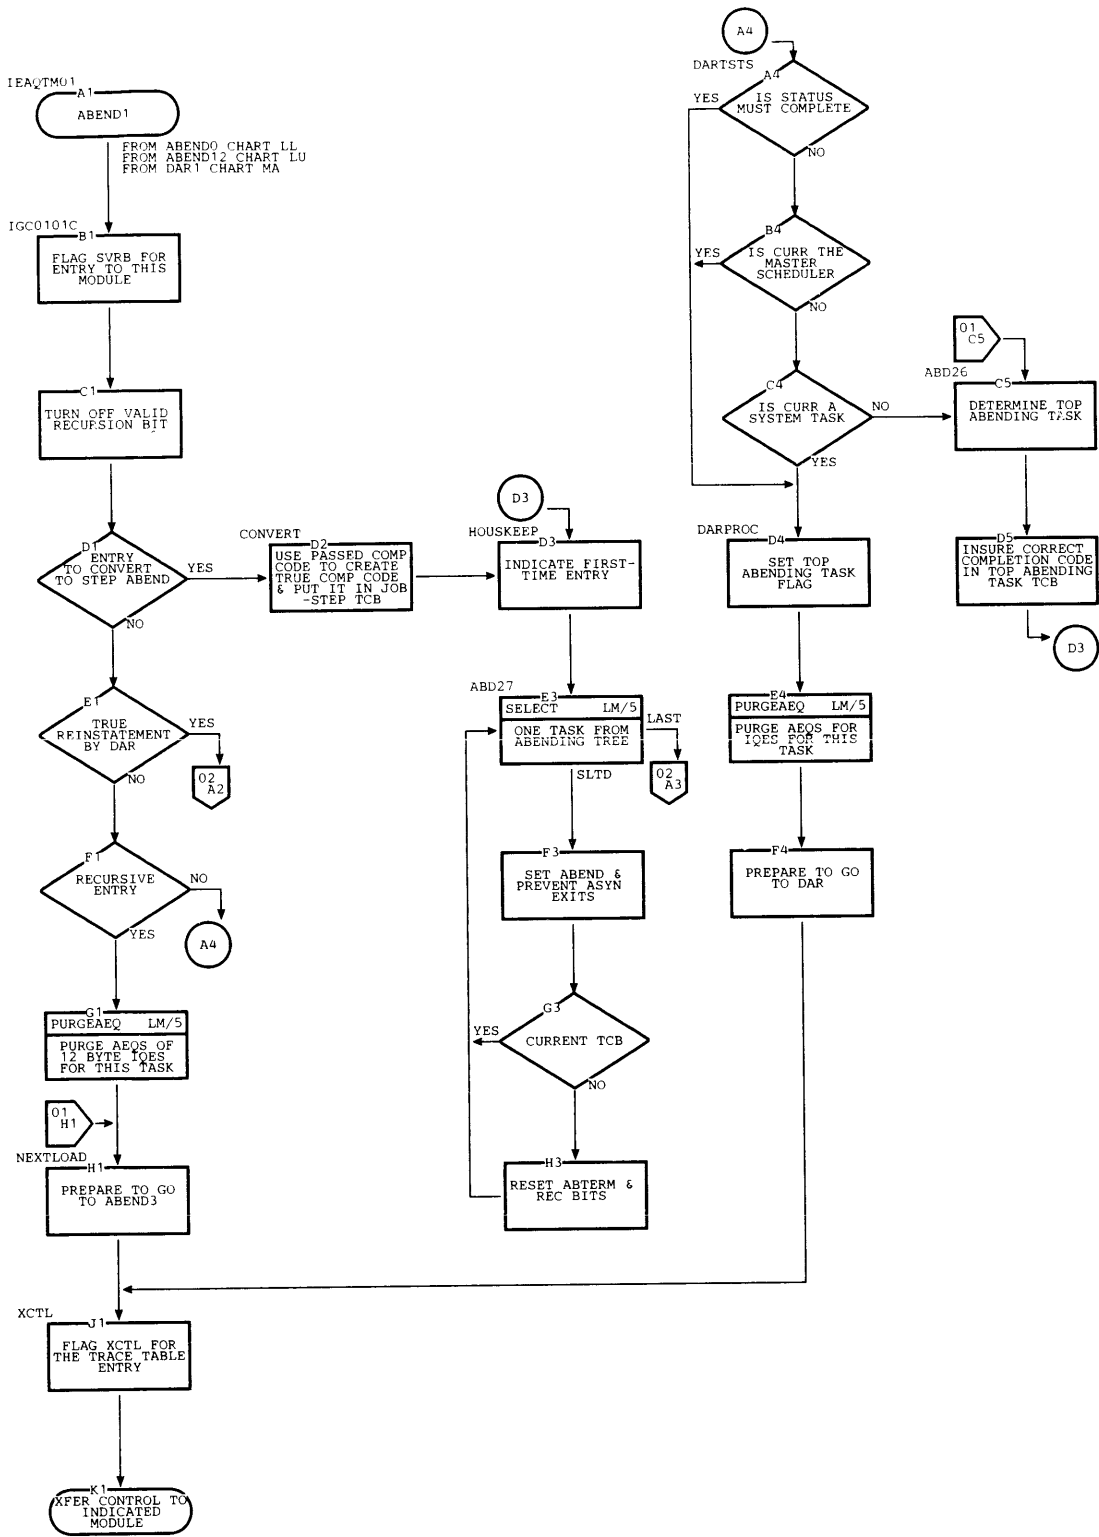 IEAQTM01
A1
ABEND1
FROM ABEND0 CHART LL
FROM ABEND12 CHART LU
FROM DAR1 CHART MA
IGC0101C
B1
FLAG SVRB FOR
ENTRY TO THIS
MODULE
C1
TURN OFF VALID
RECURSION BIT
D1
ENTRY
TO CONVERT
TO STEP ABEND
YES
NO
E1
TRUE
REINSTATEMENT
BY DAR
YES
02
A2
NO
F1
RECURSIVE
ENTRY
NO
A4
YES
G1
PURGEAEQ LM/5
PURGE AEQS OF
12 BYTE IQES
FOR THIS TASK
01
H1
NEXTLOAD
H1
PREPARE TO GO
TO ABEND3
XCTL
J1
FLAG XCTL FOR
THE TRACE TABLE
ENTRY
K1
XFER CONTROL TO
INDICATED
MODULE
CONVERT
D2
USE PASSED COMP
CODE TO CREATE
TRUE COMP CODE
& PUT IT IN JOB
-STEP TCB
D3
HOUSKEEP
D3
INDICATE FIRST-
TIME ENTRY
ABD27
E3
SELECT LM/5
ONE TASK FROM
ABENDING TREE
LAST
02
A3
SLTD
F3
SET ABEND &
PREVENT ASYN
EXITS
G3
CURRENT TCB
YES
NO
H3
RESET ABTERM &
REC BITS
A4
DARTSTS
A4
IS STATUS
MUST COMPLETE
YES
NO
B4
IS CURR THE
MASTER
SCHEDULER
YES
NO
C4
IS CURR A
SYSTEM TASK
NO
YES
DARPROC
D4
SET TOP
ABENDING TASK
FLAG
E4
PURGEAEQ LM/5
PURGE AEQS FOR
IQES FOR THIS
TASK
F4
PREPARE TO GO
TO DAR
01
C5
ABD26
C5
DETERMINE TOP
ABENDING TASK
D5
INSURE CORRECT
COMPLETION CODE
IN TOP ABENDING
TASK TCB
D3